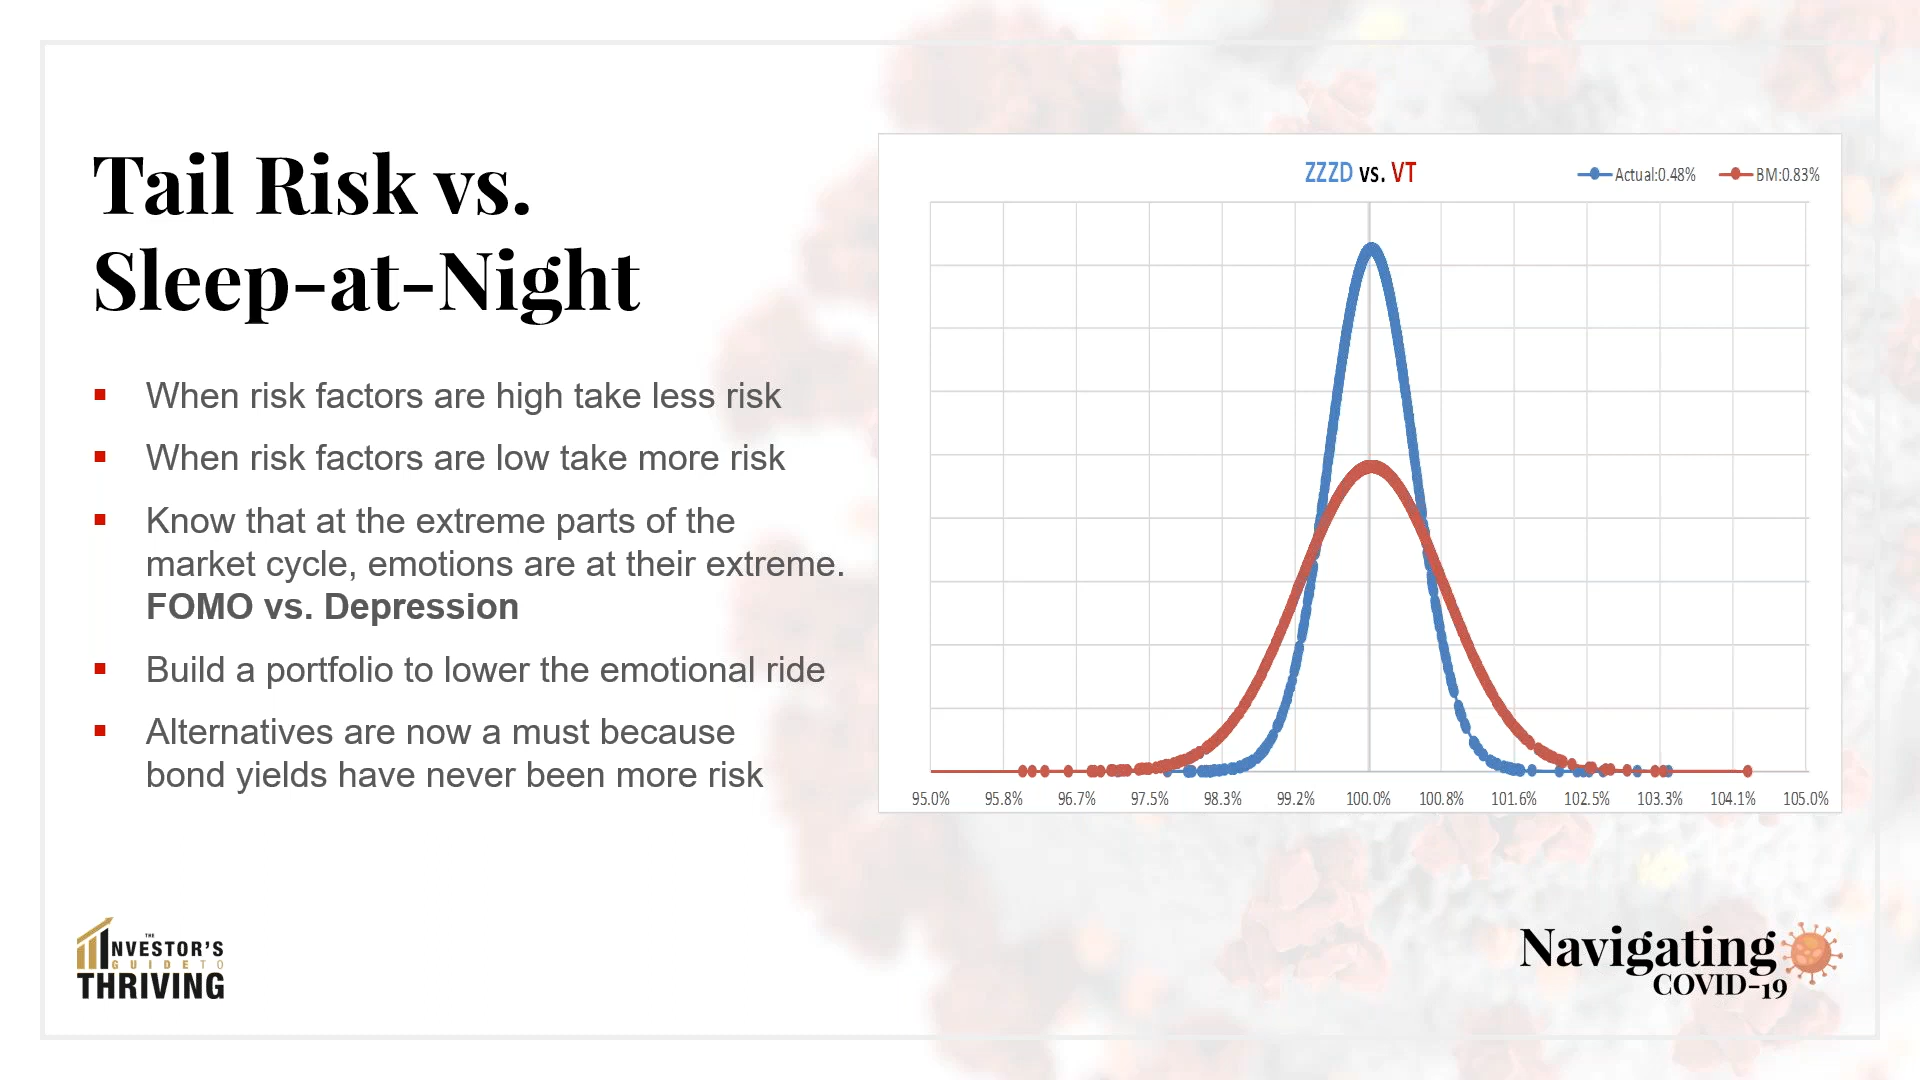 Tail Risk vs.
Sleep-at-Night
When risk factors are high take less risk
When risk factors are low take more risk
Know that at the extreme parts of the
market cycle, emotions are at their extreme.
FOMO vs. Depression
Build a portfolio to lower the emotional ride
Alternatives are now a must because
bond yields have never been more risk
ZZZD vs. VT
Actual:0.48% BM:0.83%
95.0% 95.8% 96.7% 97.5% 98.3% 99.2% 100.0% 100.8% 101.6% 102.5% 103.3% 104.1% 105.0%
THE
INVESTOR'S
GUIDE TO
THRIVING
Navigating
COVID-19